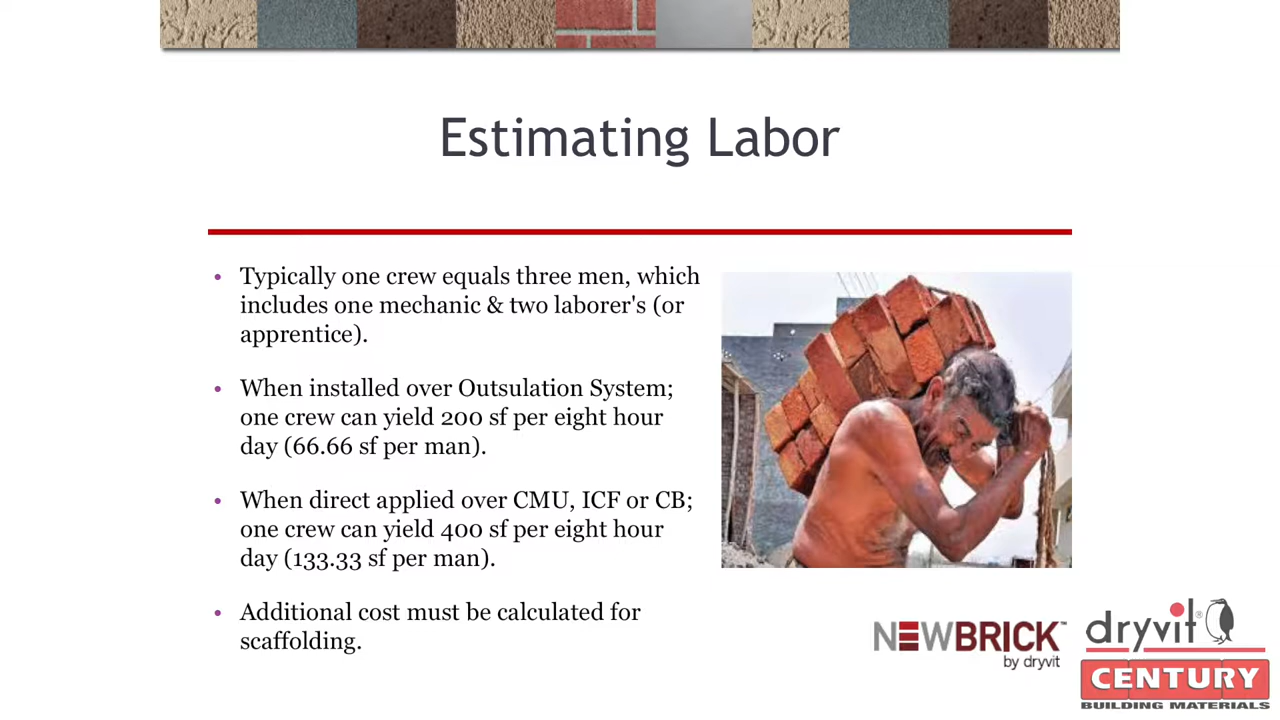 Estimating Labor
• Typically one crew equals three men, which
includes one mechanic & two laborer's (or
apprentice).
• When installed over Outsulation System;
one crew can yield 200 sf per eight hour
day (66.66 sf per man).
• When direct applied over CMU, ICF or CB;
one crew can yield 400 sf per eight hour
day (133.33 sf per man).
• Additional cost must be calculated for
scaffolding.
NEWBRICK™
by dryvit
dryvit®
CENTURY
BUILDING MATERIALS